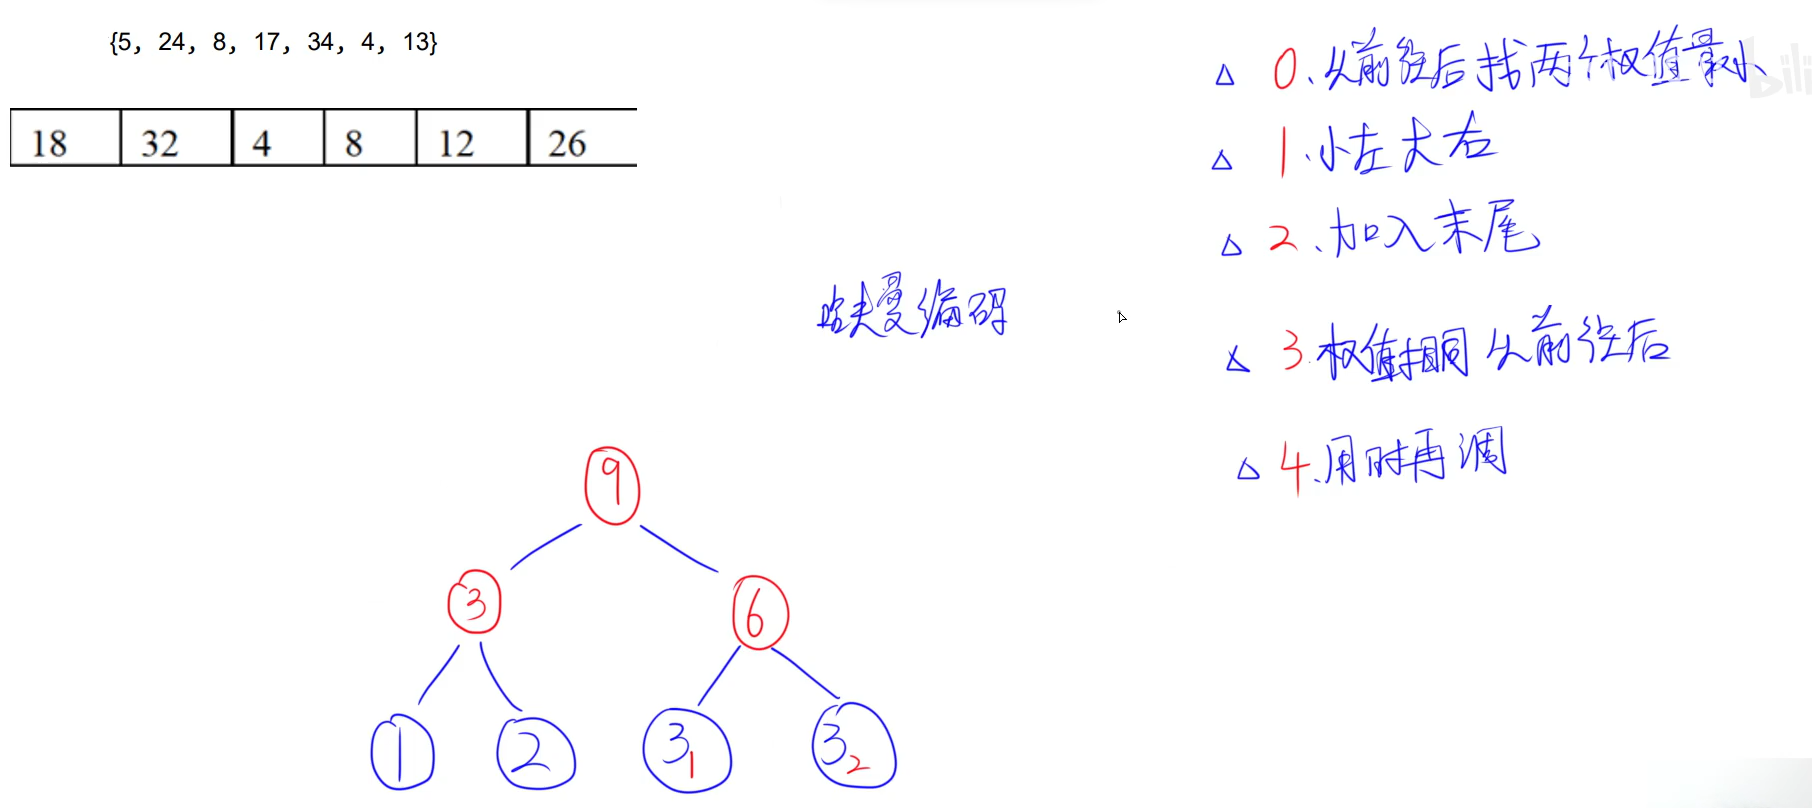 {5, 24, 8, 17, 34, 4, 13}
18 32 4 8 12 26
△ 0、从前往后找两个权值最小
bili
△ 1、小左大右
△ 2、加入末尾
哈夫曼编码
△ 3.权值相同从前往后
△ 4、用时再调
9
3 6
1 2 3₁ 3₂